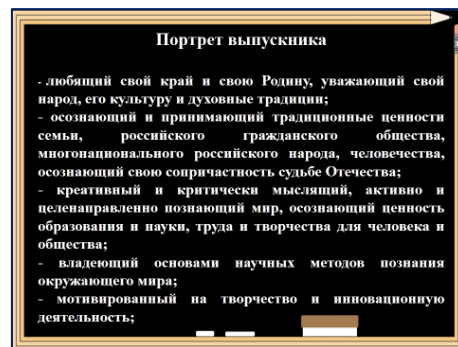 Портрет выпускника
- любящий свой край и свою Родину, уважающий свой
народ, его культуру и духовные традиции;
- осознающий и принимающий традиционные ценности
семьи, российского гражданского общества,
многонационального российского народа, человечества,
осознающий свою сопричастность судьбе Отечества;
- креативный и критически мыслящий, активно и
целенаправленно познающий мир, осознающий ценность
образования и науки, труда и творчества для человека и
общества;
- владеющий основами научных методов познания
окружающего мира;
- мотивированный на творчество и инновационную
деятельность;